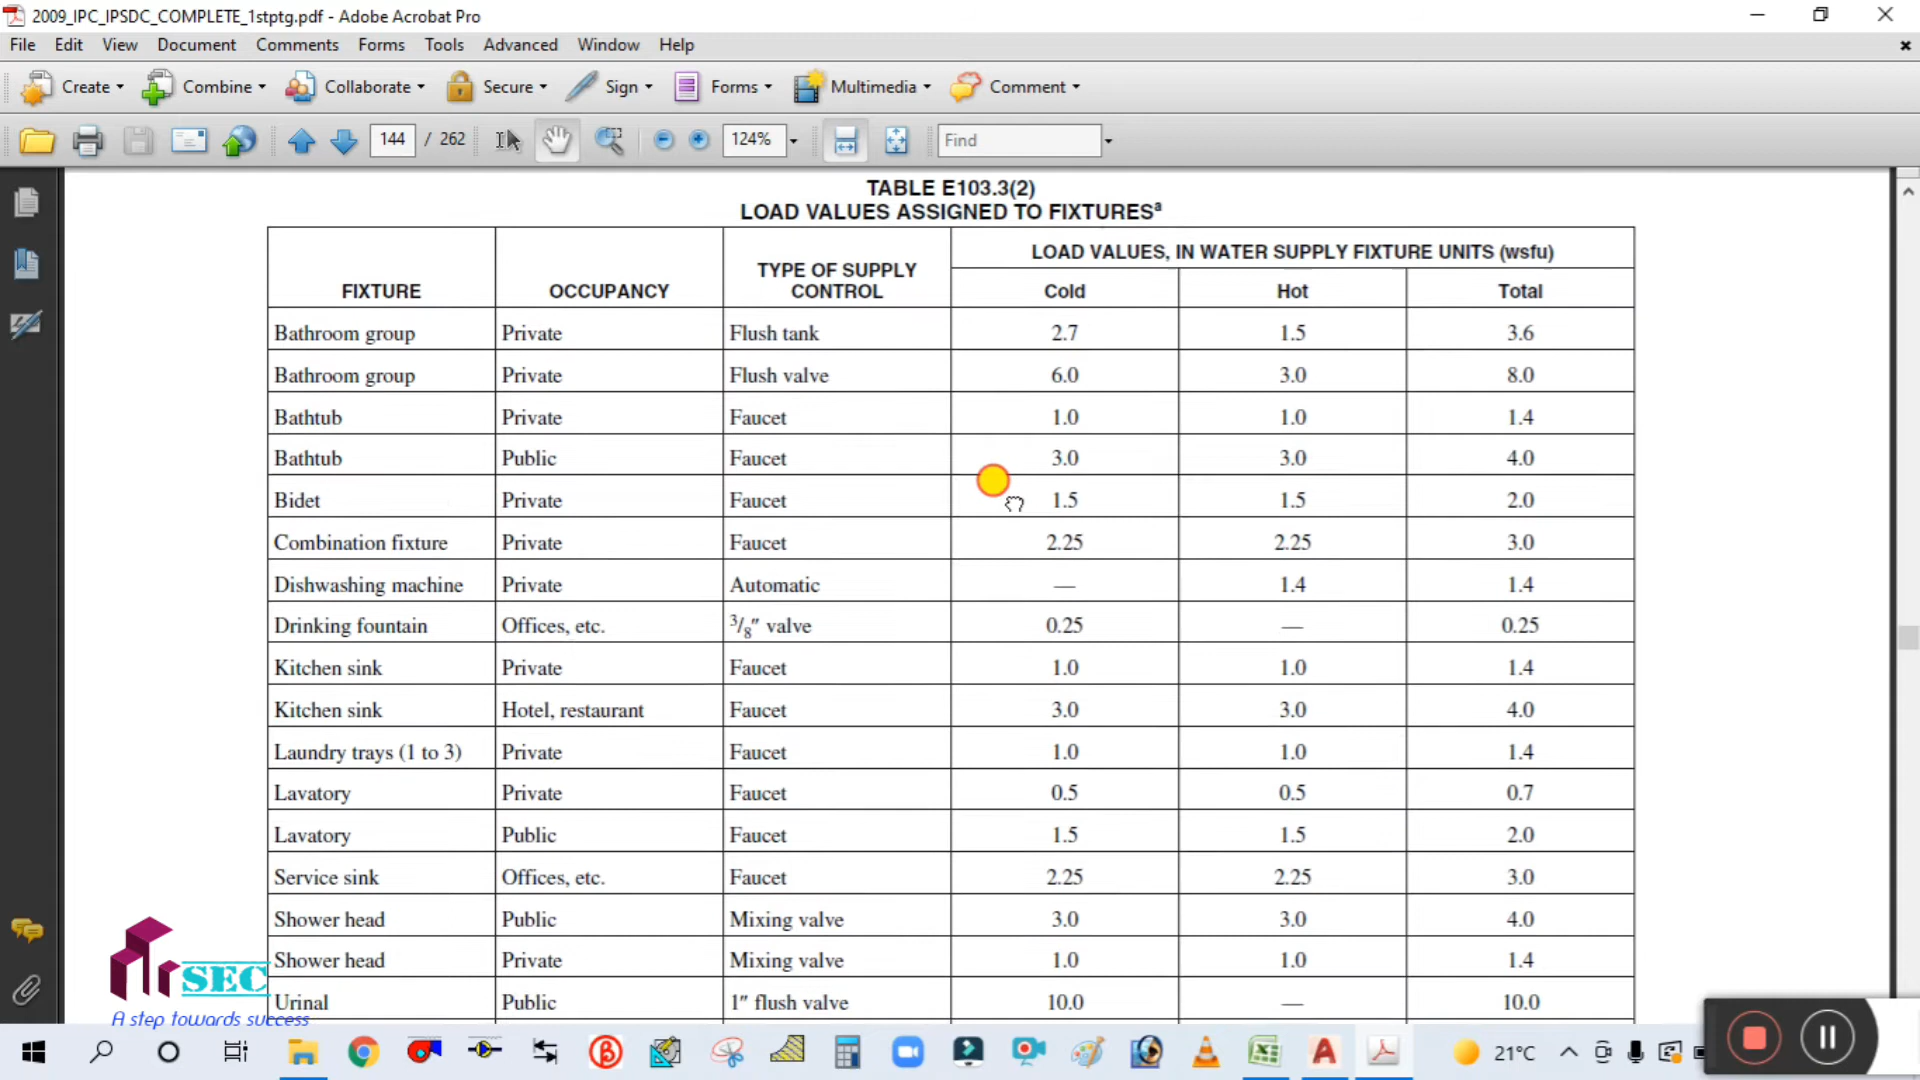 2009_IPC_IPSDC_COMPLETE_1stptg.pdf - Adobe Acrobat Pro
File Edit View Document Comments Forms Tools Advanced Window Help
Create Combine Collaborate Secure Sign Forms Multimedia Comment
144 / 262 124% Find
TABLE E103.3(2)
LOAD VALUES ASSIGNED TO FIXTURESa
FIXTURE OCCUPANCY TYPE OF SUPPLY CONTROL LOAD VALUES, IN WATER SUPPLY FIXTURE UNITS (wsfu)
Cold Hot Total
Bathroom group Private Flush tank 2.7 1.5 3.6
Bathroom group Private Flush valve 6.0 3.0 8.0
Bathtub Private Faucet 1.0 1.0 1.4
Bathtub Public Faucet 3.0 3.0 4.0
Bidet Private Faucet 1.5 1.5 2.0
Combination fixture Private Faucet 2.25 2.25 3.0
Dishwashing machine Private Automatic — 1.4 1.4
Drinking fountain Offices, etc. 3/8″ valve 0.25 — 0.25
Kitchen sink Private Faucet 1.0 1.0 1.4
Kitchen sink Hotel, restaurant Faucet 3.0 3.0 4.0
Laundry trays (1 to 3) Private Faucet 1.0 1.0 1.4
Lavatory Private Faucet 0.5 0.5 0.7
Lavatory Public Faucet 1.5 1.5 2.0
Service sink Offices, etc. Faucet 2.25 2.25 3.0
Shower head Public Mixing valve 3.0 3.0 4.0
Shower head Private Mixing valve 1.0 1.0 1.4
Urinal Public 1″ flush valve 10.0 — 10.0
SEC
A step towards success
21°C